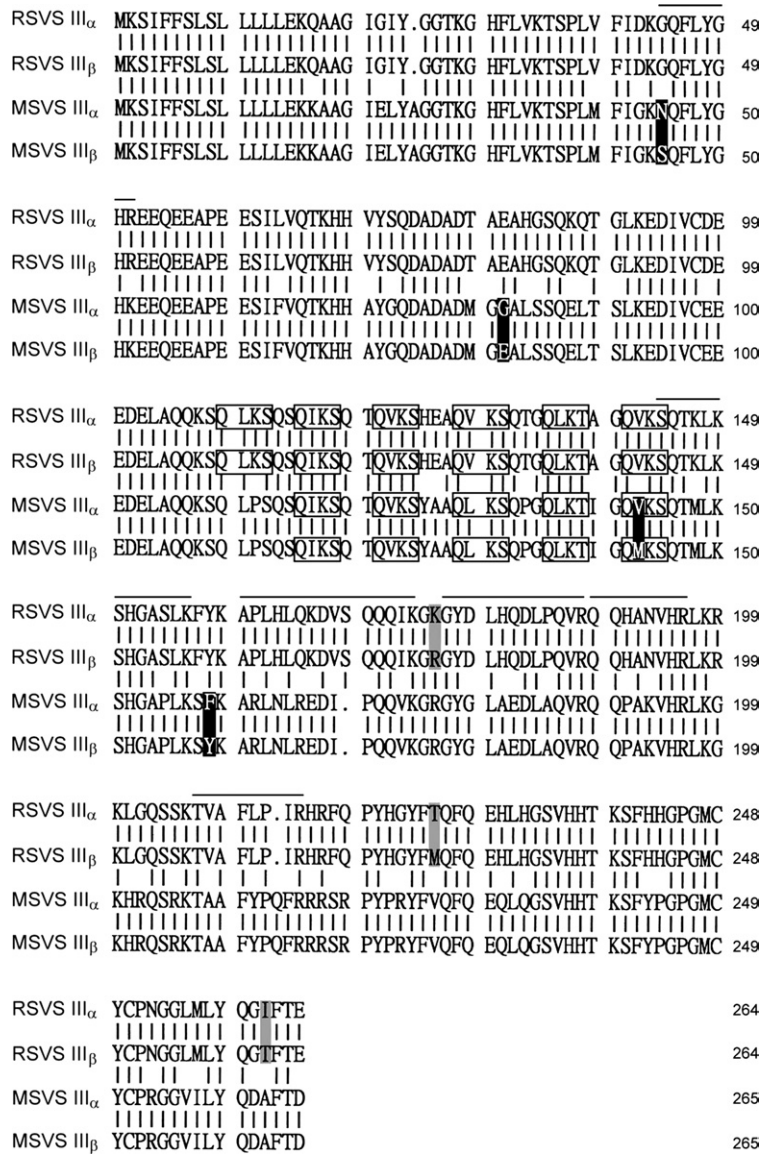 RSVS IIIα MKSIFFSLSL LLLLEKQAAG IGIY.GGTKG HFLVKTSPLV FIDKGQFLYG 49
RSVS IIIβ MKSIFFSLSL LLLLEKQAAG IGIY.GGTKG HFLVKTSPLV FIDKGQFLYG 49
MSVS IIIα MKSIFFSLSL LLLLEKKAAG IELYAGGTKG HFLVKTSPLM FIGKNQFLYG 50
MSVS IIIβ MKSIFFSLSL LLLLEKKAAG IELYAGGTKG HFLVKTSPLM FIGKSQFLYG 50
RSVS IIIα HREEQEEAPE ESILVQTKHH VYSQDADADT AEAHGSQKQT GLKEDIVCDE 99
RSVS IIIβ HREEQEEAPE ESILVQTKHH VYSQDADADT AEAHGSQKQT GLKEDIVCDE 99
MSVS IIIα HKEEQEEAPE ESIFVQTKHH AYGQDADADM GGALSSQELT SLKEDIVCEE 100
MSVS IIIβ HKEEQEEAPE ESIFVQTKHH AYGQDADADM GEALSSQELT SLKEDIVCEE 100
RSVS IIIα EDELAQQKSQ LKSQSQIKSQ TQVKSHEAQV KSQTGQLKTA GQVKSQTKLK 149
RSVS IIIβ EDELAQQKSQ LKSQSQIKSQ TQVKSHEAQV KSQTGQLKTA GQVKSQTKLK 149
MSVS IIIα EDELAQQKSQ LPSQSQIKSQ TQVKSYAAQL KSQPGQLKTI GQVKSQTMLK 150
MSVS IIIβ EDELAQQKSQ LPSQSQIKSQ TQVKSYAAQL KSQPGQLKTI GQMKSQTMLK 150
RSVS IIIα SHGASLKFYK APLHLQKDVS QQQIKGKGYD LHQDLPQVRQ QHANVHRLKR 199
RSVS IIIβ SHGASLKFYK APLHLQKDVS QQQIKGRGYD LHQDLPQVRQ QHANVHRLKR 199
MSVS IIIα SHGAPLKSFK ARLNLREDI. PQQVKGRGYG LAEDLAQVRQ QPAKVHRLKG 199
MSVS IIIβ SHGAPLKSYK ARLNLREDI. PQQVKGRGYG LAEDLAQVRQ QPAKVHRLKG 199
RSVS IIIα KLGQSSKTVA FLP.IRHRFQ PYHGYFTQFQ EHLHGSVHHT KSFHHGPGMC 248
RSVS IIIβ KLGQSSKTVA FLP.IRHRFQ PYHGYFMQFQ EHLHGSVHHT KSFHHGPGMC 248
MSVS IIIα KHRQSRKTAA FYPQFRRRSR PYPRYFVQFQ EQLQGSVHHT KSFYPGPGMC 249
MSVS IIIβ KHRQSRKTAA FYPQFRRRSR PYPRYFVQFQ EQLQGSVHHT KSFYPGPGMC 249
RSVS IIIα YCPNGGLMLY QGIFTE 264
RSVS IIIβ YCPNGGLMLY QGTFTE 264
MSVS IIIα YCPRGGVILY QDAFTD 265
MSVS IIIβ YCPRGGVILY QDAFTD 265